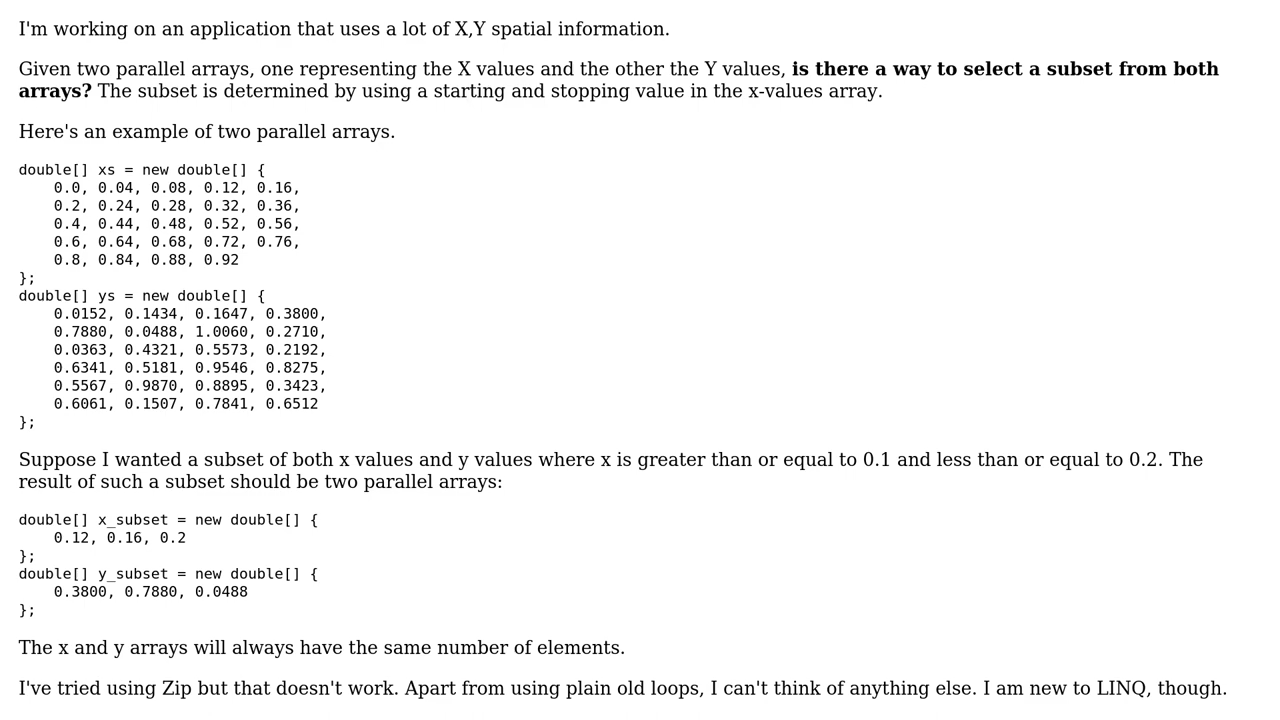 I'm working on an application that uses a lot of X,Y spatial information.
Given two parallel arrays, one representing the X values and the other the Y values, is there a way to select a subset from both
arrays? The subset is determined by using a starting and stopping value in the x-values array.
Here's an example of two parallel arrays.
double[] xs = new double[] {
    0.0, 0.04, 0.08, 0.12, 0.16,
    0.2, 0.24, 0.28, 0.32, 0.36,
    0.4, 0.44, 0.48, 0.52, 0.56,
    0.6, 0.64, 0.68, 0.72, 0.76,
    0.8, 0.84, 0.88, 0.92
};
double[] ys = new double[] {
    0.0152, 0.1434, 0.1647, 0.3800,
    0.7880, 0.0488, 1.0060, 0.2710,
    0.0363, 0.4321, 0.5573, 0.2192,
    0.6341, 0.5181, 0.9546, 0.8275,
    0.5567, 0.9870, 0.8895, 0.3423,
    0.6061, 0.1507, 0.7841, 0.6512
};
Suppose I wanted a subset of both x values and y values where x is greater than or equal to 0.1 and less than or equal to 0.2. The
result of such a subset should be two parallel arrays:
double[] x_subset = new double[] {
    0.12, 0.16, 0.2
};
double[] y_subset = new double[] {
    0.3800, 0.7880, 0.0488
};
The x and y arrays will always have the same number of elements.
I've tried using Zip but that doesn't work. Apart from using plain old loops, I can't think of anything else. I am new to LINQ, though.